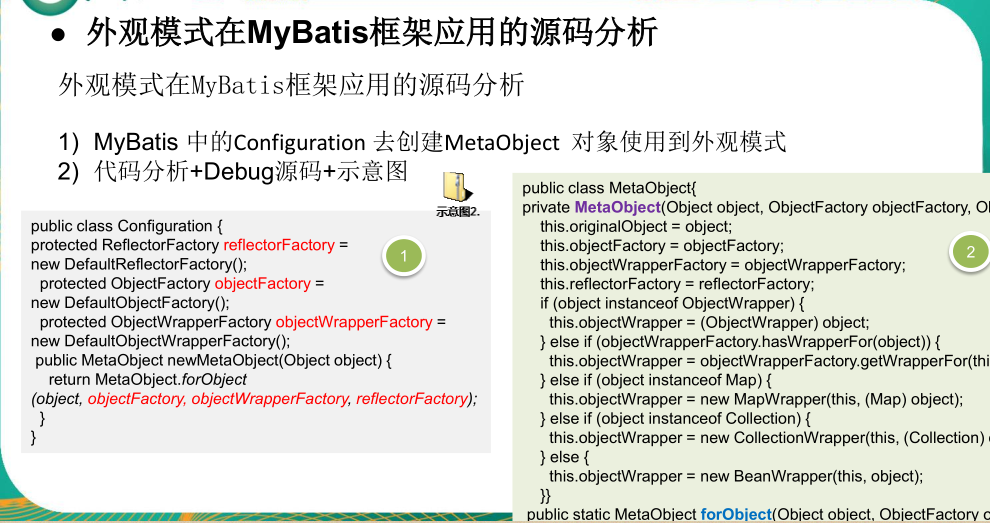 ● 外观模式在MyBatis框架应用的源码分析
外观模式在MyBatis框架应用的源码分析
1) MyBatis 中的Configuration 去创建MetaObject 对象使用到外观模式
2) 代码分析+Debug源码+示意图
示意图2.
public class Configuration {
protected ReflectorFactory reflectorFactory =
new DefaultReflectorFactory();
protected ObjectFactory objectFactory =
new DefaultObjectFactory();
protected ObjectWrapperFactory objectWrapperFactory =
new DefaultObjectWrapperFactory();
public MetaObject newMetaObject(Object object) {
return MetaObject.forObject
(object, objectFactory, objectWrapperFactory, reflectorFactory);
}
}
1
public class MetaObject{
private MetaObject(Object object, ObjectFactory objectFactory, Ob
this.originalObject = object;
this.objectFactory = objectFactory;
this.objectWrapperFactory = objectWrapperFactory;
this.reflectorFactory = reflectorFactory;
if (object instanceof ObjectWrapper) {
this.objectWrapper = (ObjectWrapper) object;
} else if (objectWrapperFactory.hasWrapperFor(object)) {
this.objectWrapper = objectWrapperFactory.getWrapperFor(thi
} else if (object instanceof Map) {
this.objectWrapper = new MapWrapper(this, (Map) object);
} else if (object instanceof Collection) {
this.objectWrapper = new CollectionWrapper(this, (Collection)
} else {
this.objectWrapper = new BeanWrapper(this, object);
}}
public static MetaObject forObject(Object object, ObjectFactory
2